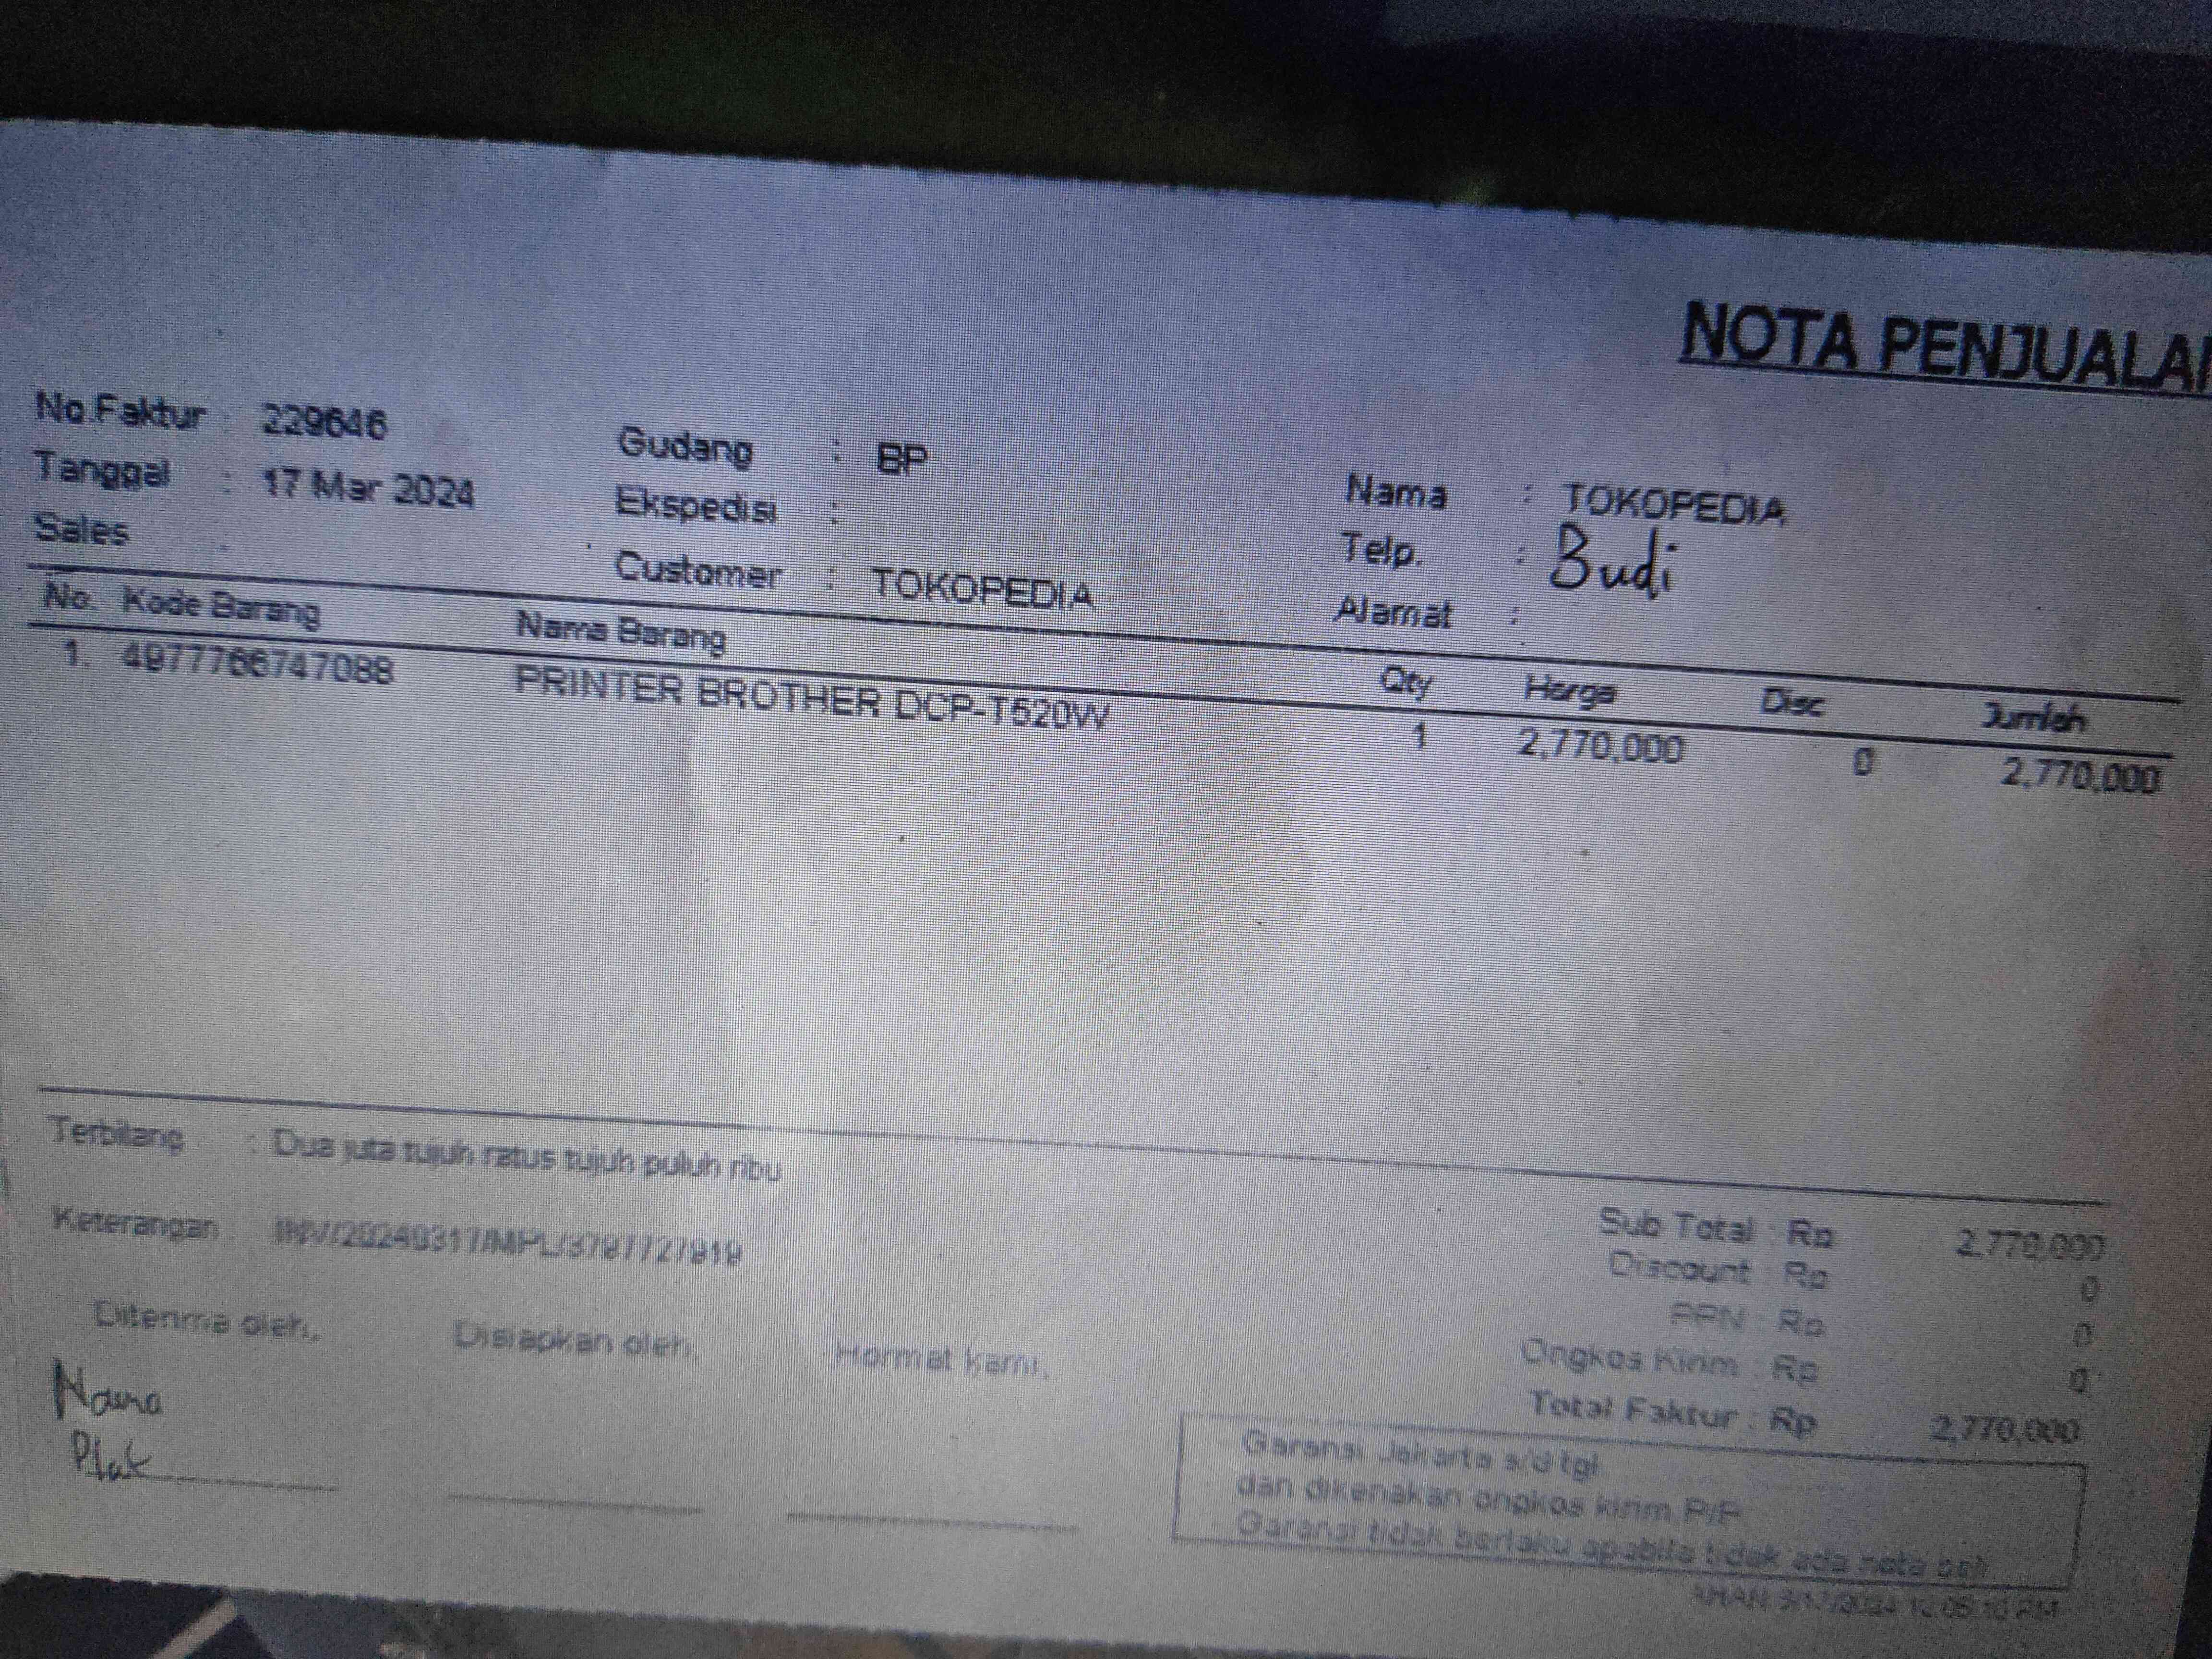 NOTA PENJUALAN
No.Faktur : 229646
Tanggal : 17 Mar 2024
Sales :
Gudang : BP
Ekspedisi :
Customer : TOKOPEDIA
Nama : TOKOPEDIA
Telp. : Budi
Alamat :
No. Kode Barang Nama Barang Qty Harga Disc Jumlah
1. 4977766747088 PRINTER BROTHER DCP-T520W 1 2,770,000 0 2,770,000
Terbilang : Dua juta tujuh ratus tujuh puluh ribu
Keterangan
Sub Total : Rp 2,770,000
Discount : Rp 0
PPN : Rp 0
Ongkos Kirim : Rp 0
Total Faktur : Rp 2,770,000
Diterima oleh, Disiapkan oleh, Hormat kami,
Nama
Plat
Garansi Jakarta s/d tgl
dan dikenakan ongkos kirim P/P
Garansi tidak berlaku apabila tidak ada nota beli